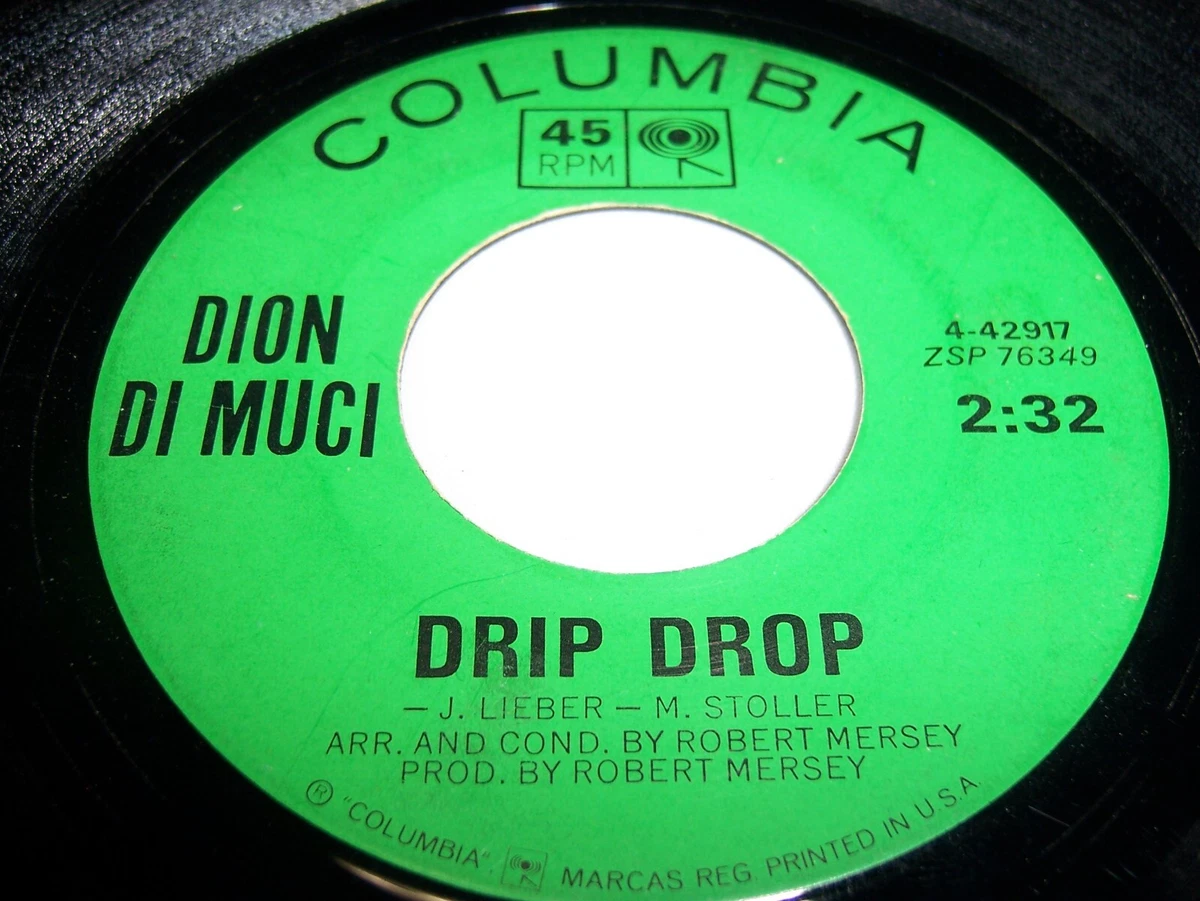 COLUMBIA
45
RPM
DION
DI MUCI
4-42917
ZSP 76349
2:32
DRIP DROP
— J. LIEBER — M. STOLLER
ARR. AND COND. BY ROBERT MERSEY
PROD. BY ROBERT MERSEY
Ⓡ "COLUMBIA", MARCAS REG. PRINTED IN U.S.A.